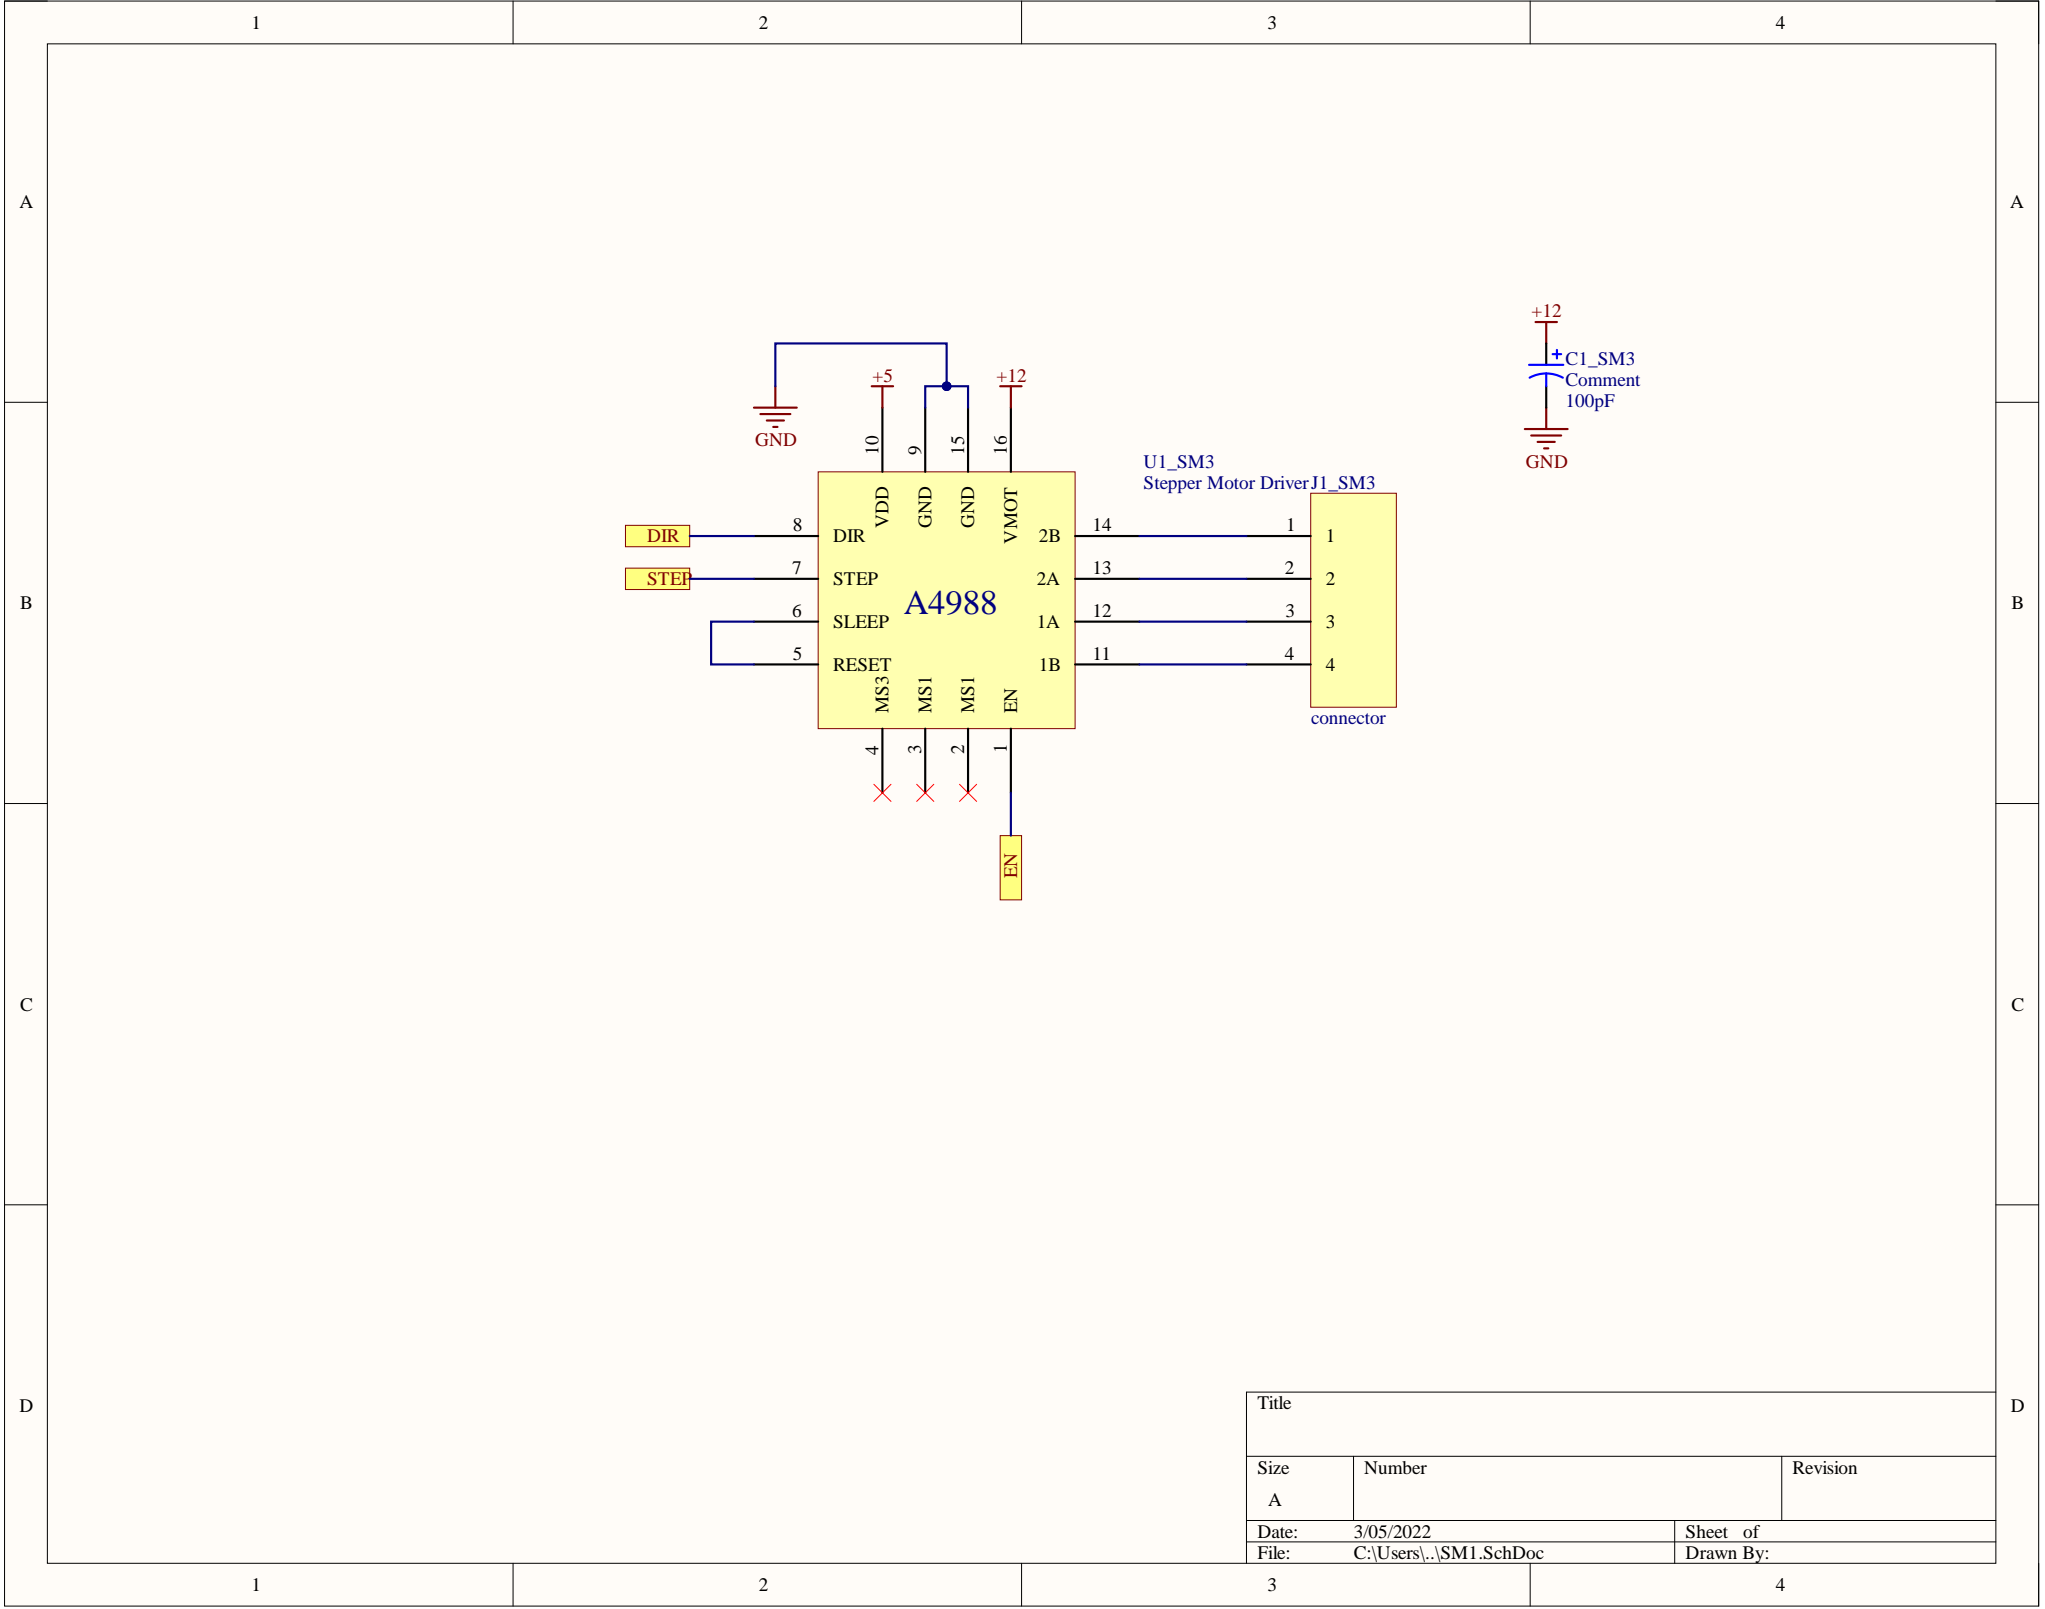 1 2 3 4
A A
+12
C1_SM3
Comment
100pF
GND
+5 +12
GND
10 9 15 16
U1_SM3
Stepper Motor Driver J1_SM3
VDD GND GND VMOT
DIR 8 DIR 2B 14 1 1
STEP 7 STEP 2A 13 2 2
A4988
6 SLEEP 1A 12 3 3
5 RESET 1B 11 4 4
MS3 MS1 MS1 EN
connector
4 3 2 1
EN
B B
C C
D D
Title
Size Number Revision
A
Date: 3/05/2022 Sheet of
File: C:\Users\..\SM1.SchDoc Drawn By:
1 2 3 4